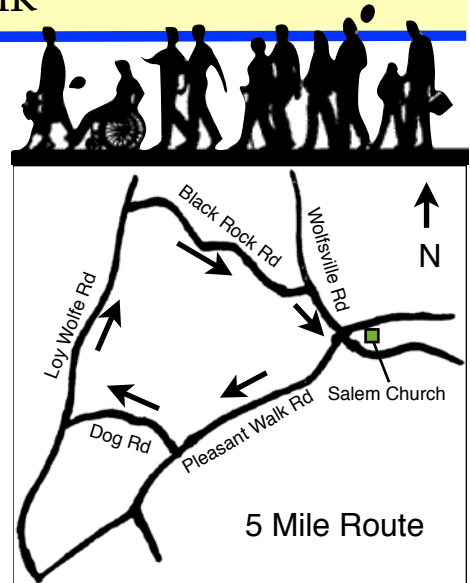 Black Rock Rd
Wolfsville Rd
N
Loy Wolfe Rd
Salem Church
Pleasant Walk Rd
Dog Rd
5 Mile Route